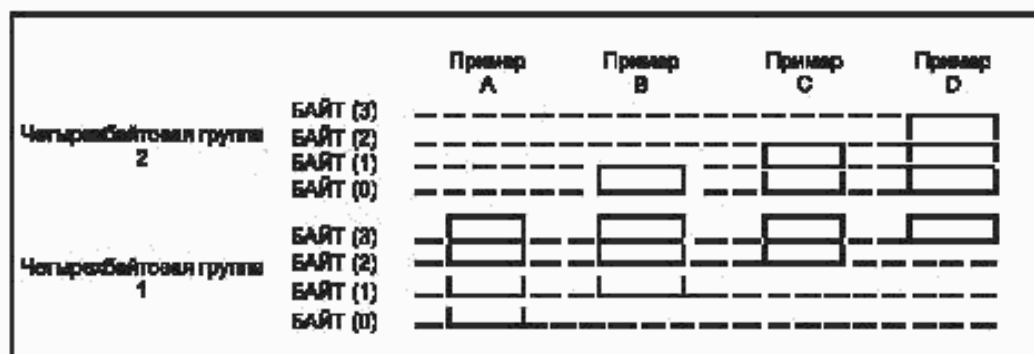 Пример A
Пример B
Пример C
Пример D
Четырехбайтовая группа 2
БАЙТ (3)
БАЙТ (2)
БАЙТ (1)
БАЙТ (0)
Четырехбайтовая группа 1
БАЙТ (3)
БАЙТ (2)
БАЙТ (1)
БАЙТ (0)